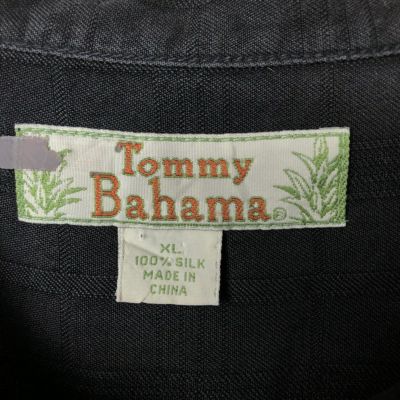 Tommy
Bahama®
XL
100% SILK
MADE IN
CHINA